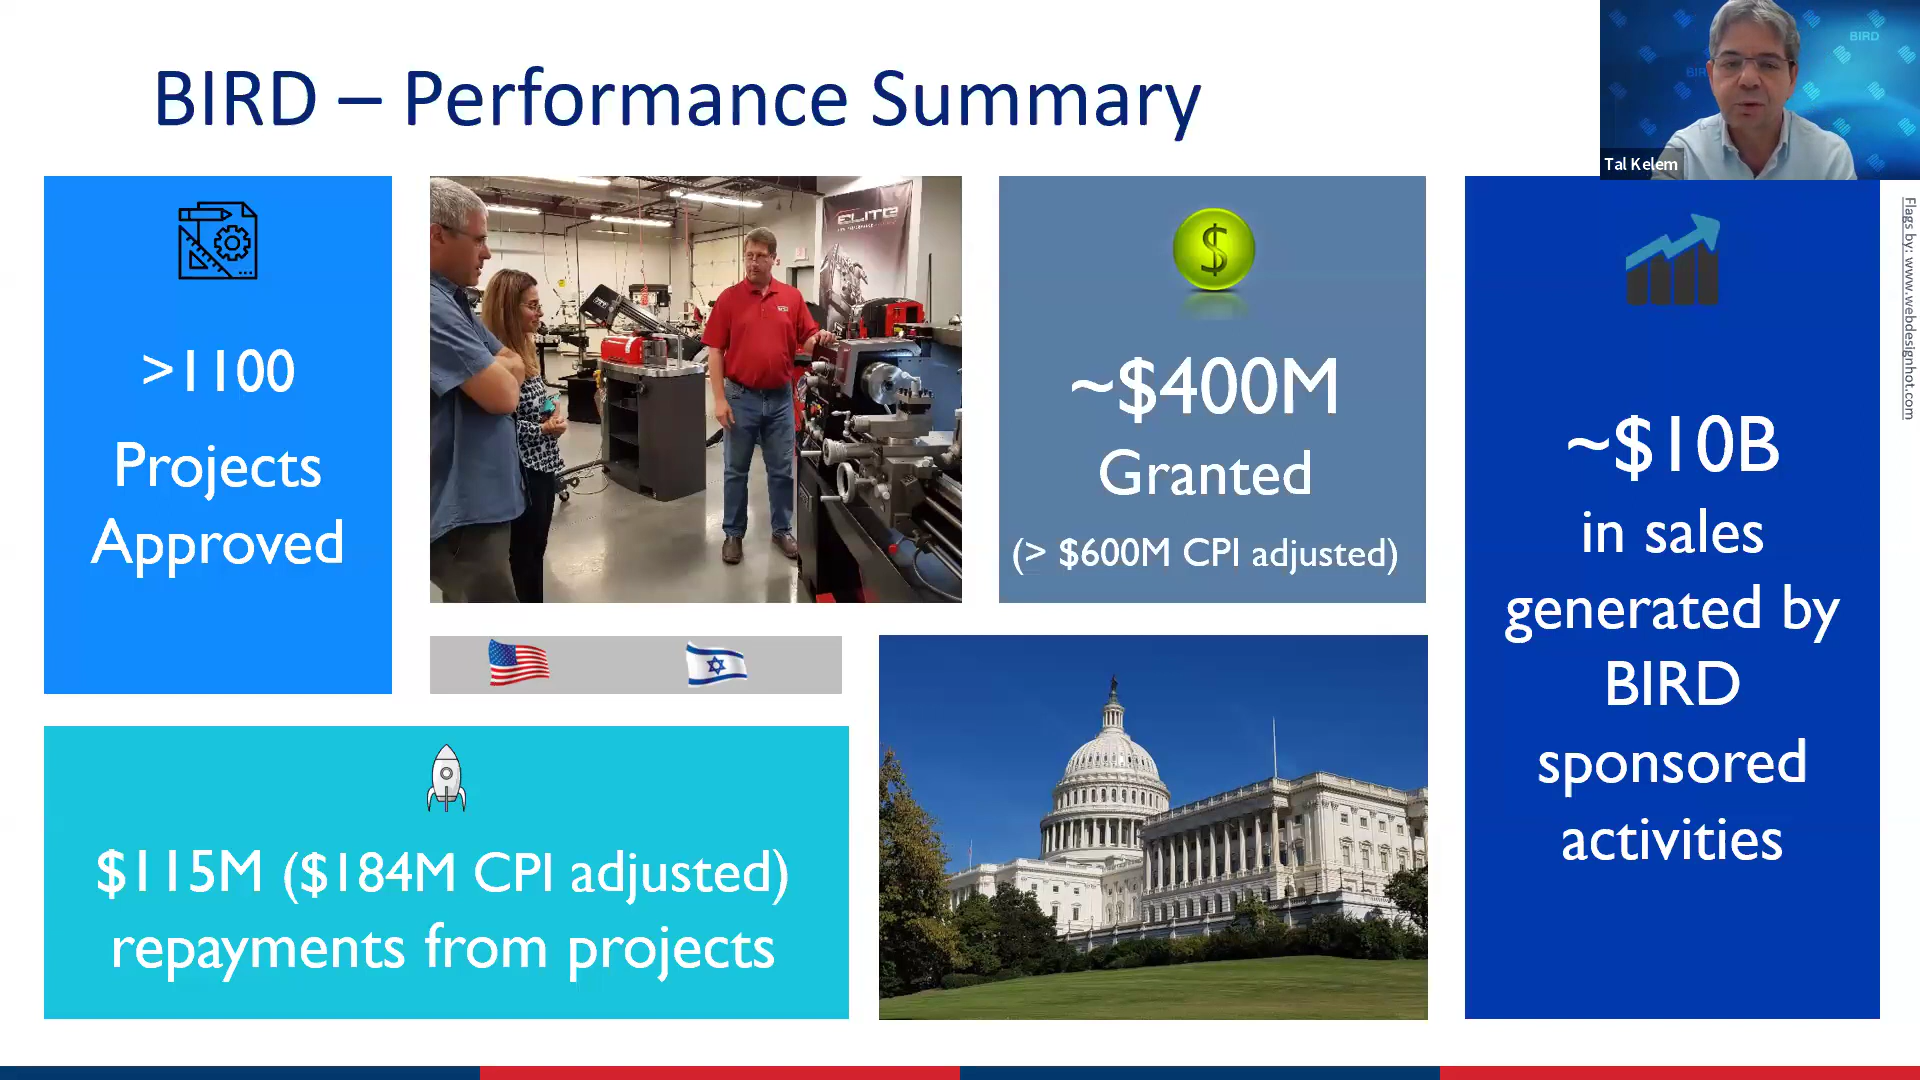 BIRD – Performance Summary
BIRD
Tal Kelem
>1100
Projects
Approved
ELITE
~$400M
Granted
(> $600M CPI adjusted)
~$10B
in sales
generated by
BIRD
sponsored
activities
Flags by: www.webdesignhot.com
$115M ($184M CPI adjusted)
repayments from projects